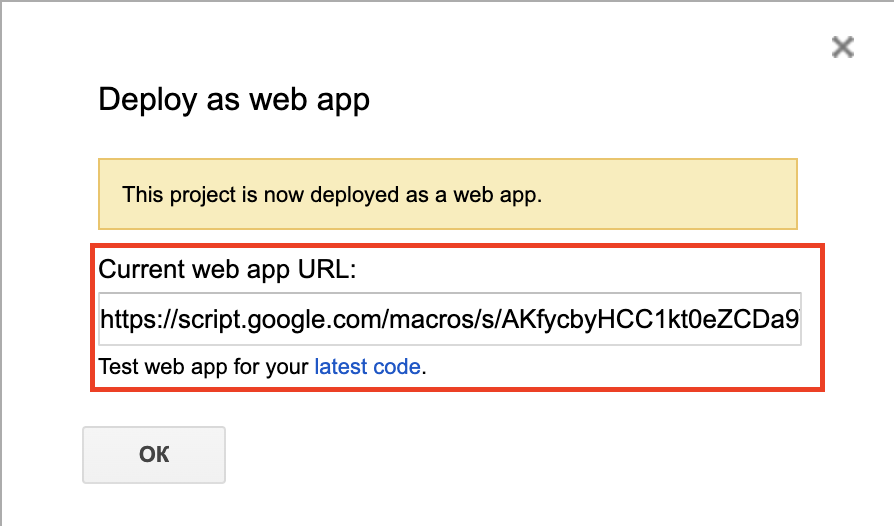 Deploy as web app
This project is now deployed as a web app.
Current web app URL:
https://script.google.com/macros/s/AKfycbyHCC1kt0eZCDa9
Test web app for your latest code.
OK